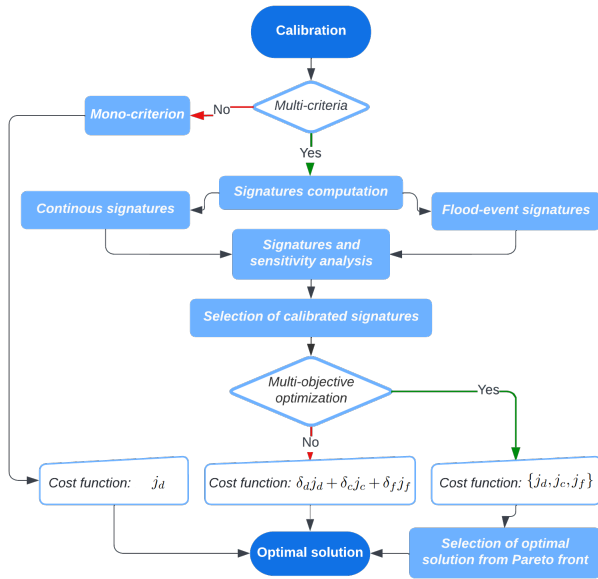 Calibration
Multi-criteria
No
Mono-criterion
Yes
Signatures computation
Continous signatures
Flood-event signatures
Signatures and
sensitivity analysis
Selection of calibrated signatures
Multi-objective
optimization
Yes
No
Cost function: j_d
Cost function: δ_d j_d + δ_c j_c + δ_f j_f
Cost function: {j_d, j_c, j_f}
Optimal solution
Selection of optimal
solution from Pareto front